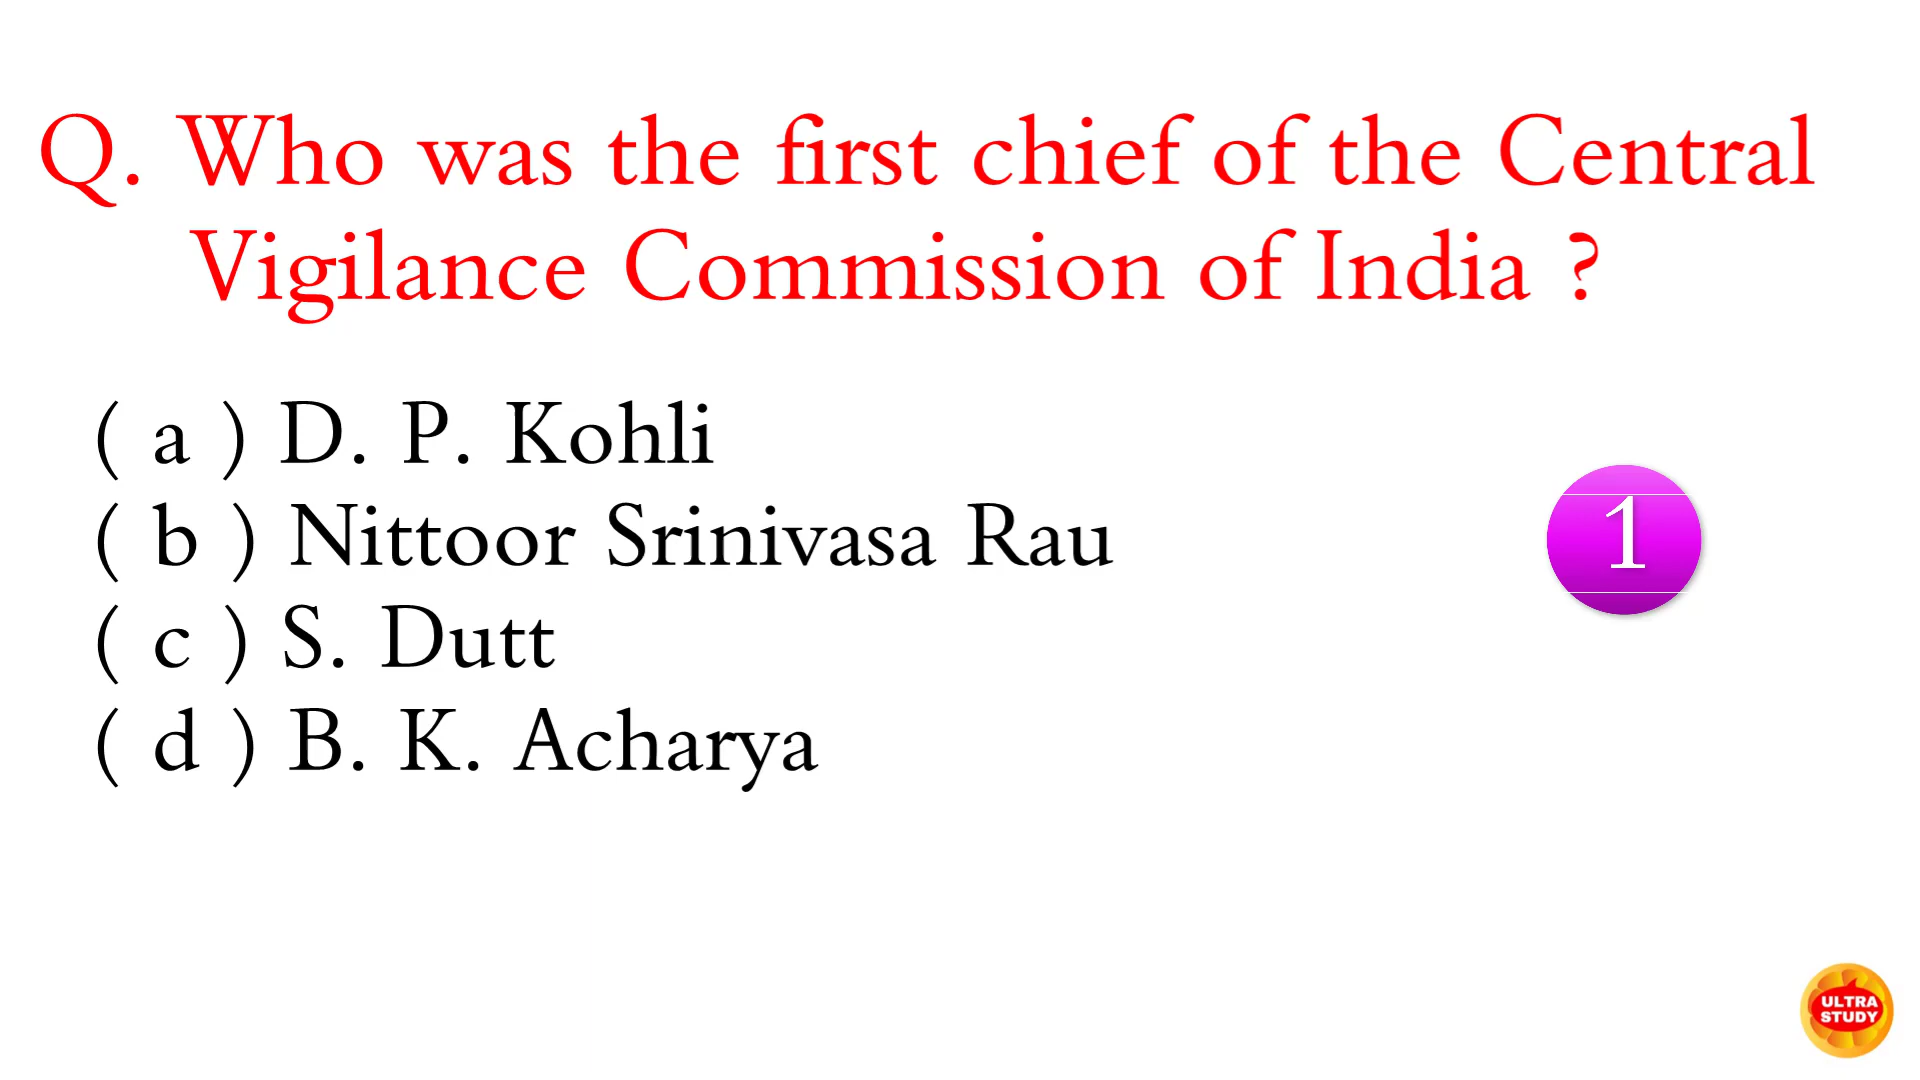 Q. Who was the first chief of the Central
Vigilance Commission of India ?
( a ) D. P. Kohli
( b ) Nittoor Srinivasa Rau
( c ) S. Dutt
( d ) B. K. Acharya
1
ULTRA
STUDY